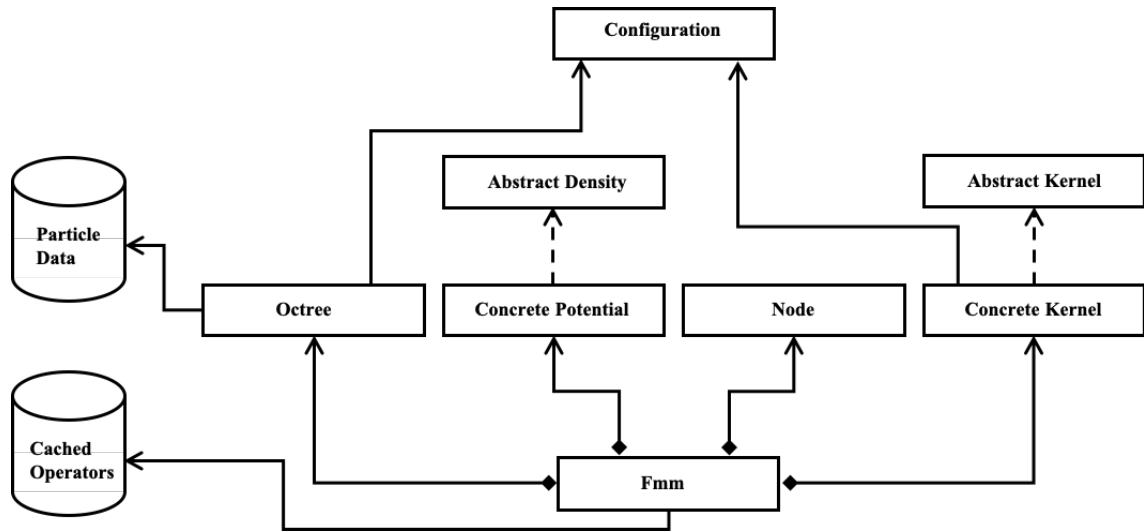 Configuration
Abstract Density
Abstract Kernel
Particle
Data
Octree
Concrete Potential
Node
Concrete Kernel
Cached
Operators
Fmm